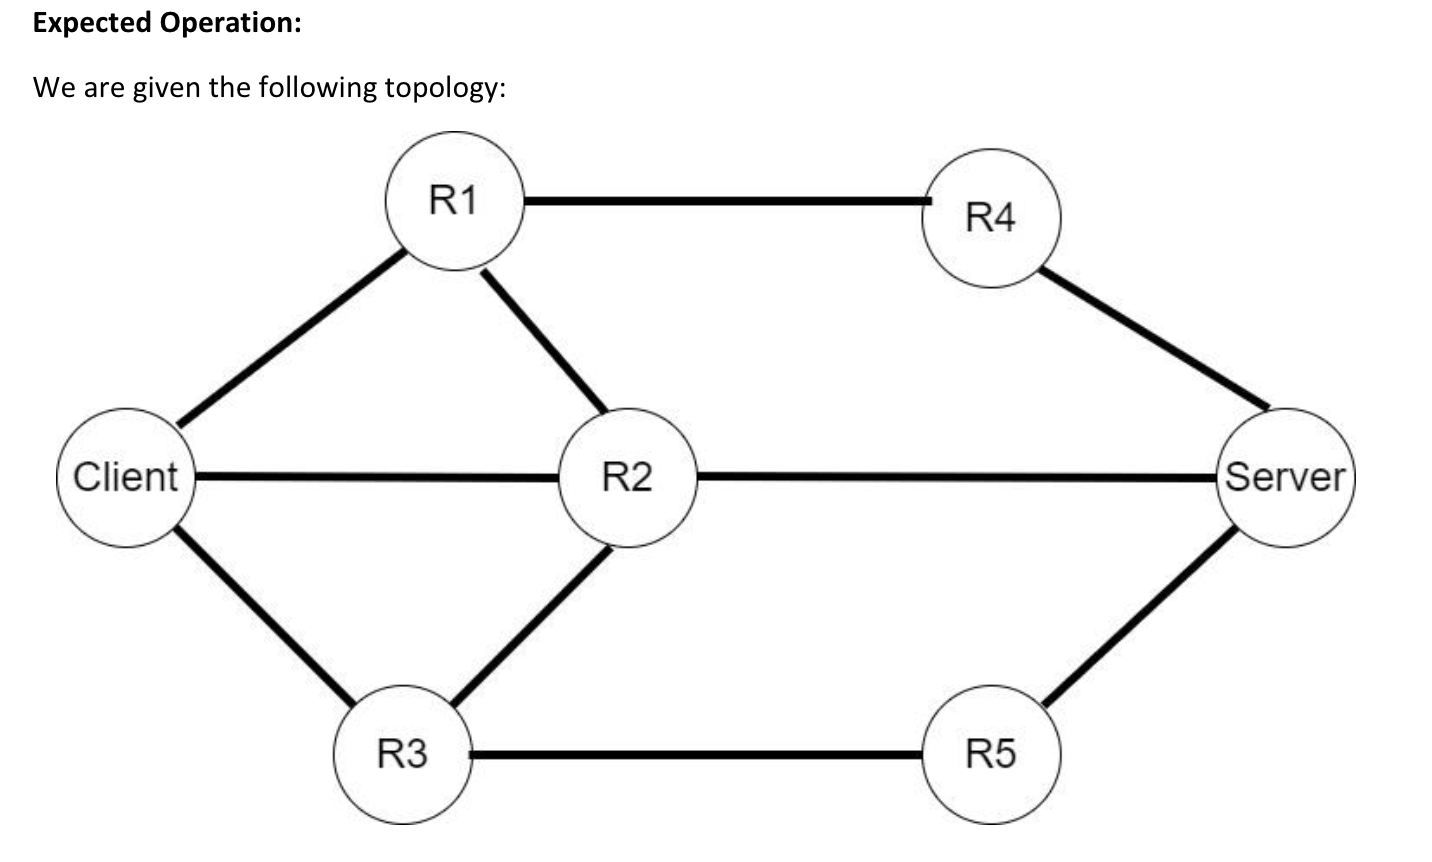 Expected Operation:
We are given the following topology:
R1
R4
Client
R2
Server
R3
R5